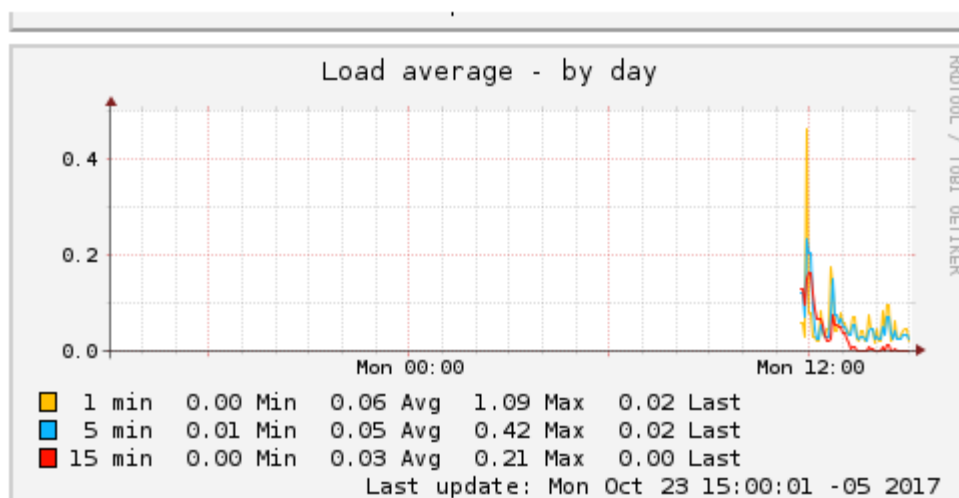 Load average - by day
RRDTOOL / TOBI OETIKER
0.4
0.2
0.0
Mon 00:00 Mon 12:00
1 min 0.00 Min 0.06 Avg 1.09 Max 0.02 Last
5 min 0.01 Min 0.05 Avg 0.42 Max 0.02 Last
15 min 0.00 Min 0.03 Avg 0.21 Max 0.00 Last
Last update: Mon Oct 23 15:00:01 -05 2017